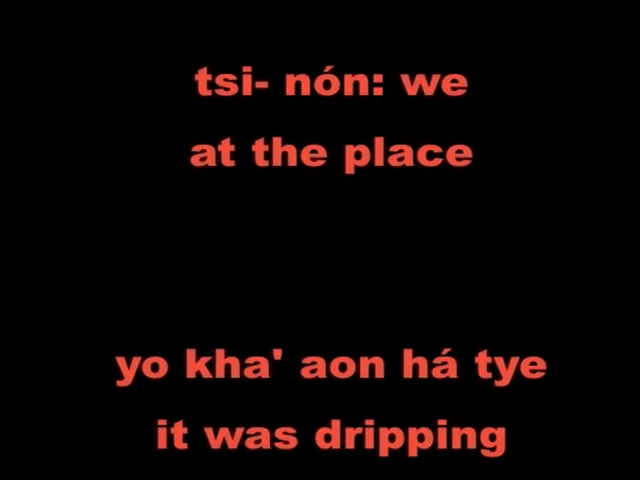 tsi- nón: we
at the place
yo kha' aon há tye
it was dripping